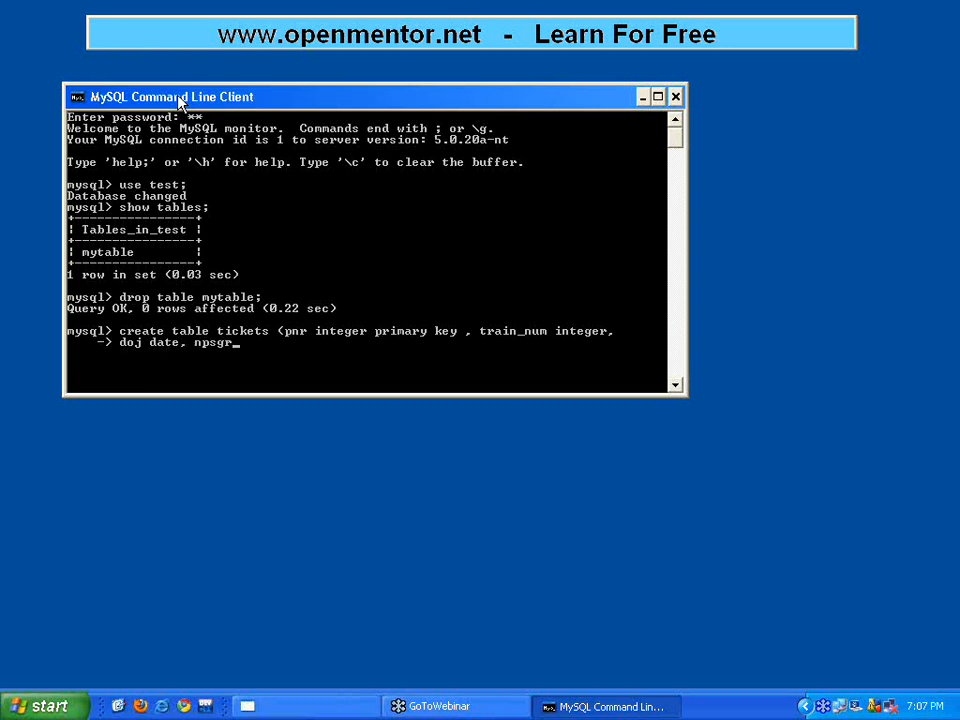 www.openmentor.net - Learn For Free
MySQL Command Line Client
Enter password: **
Welcome to the MySQL monitor. Commands end with ; or \g.
Your MySQL connection id is 1 to server version: 5.0.20a-nt
Type 'help;' or '\h' for help. Type '\c' to clear the buffer.
mysql> use test;
Database changed
mysql> show tables;
+----------------+
| Tables_in_test |
+----------------+
| mytable        |
+----------------+
1 row in set (0.03 sec)
mysql> drop table mytable;
Query OK, 0 rows affected (0.22 sec)
mysql> create table tickets (pnr integer primary key , train_num integer,
    -> doj date, npsgr_
start
GoToWebinar
MySQL Command Lin...
7:07 PM